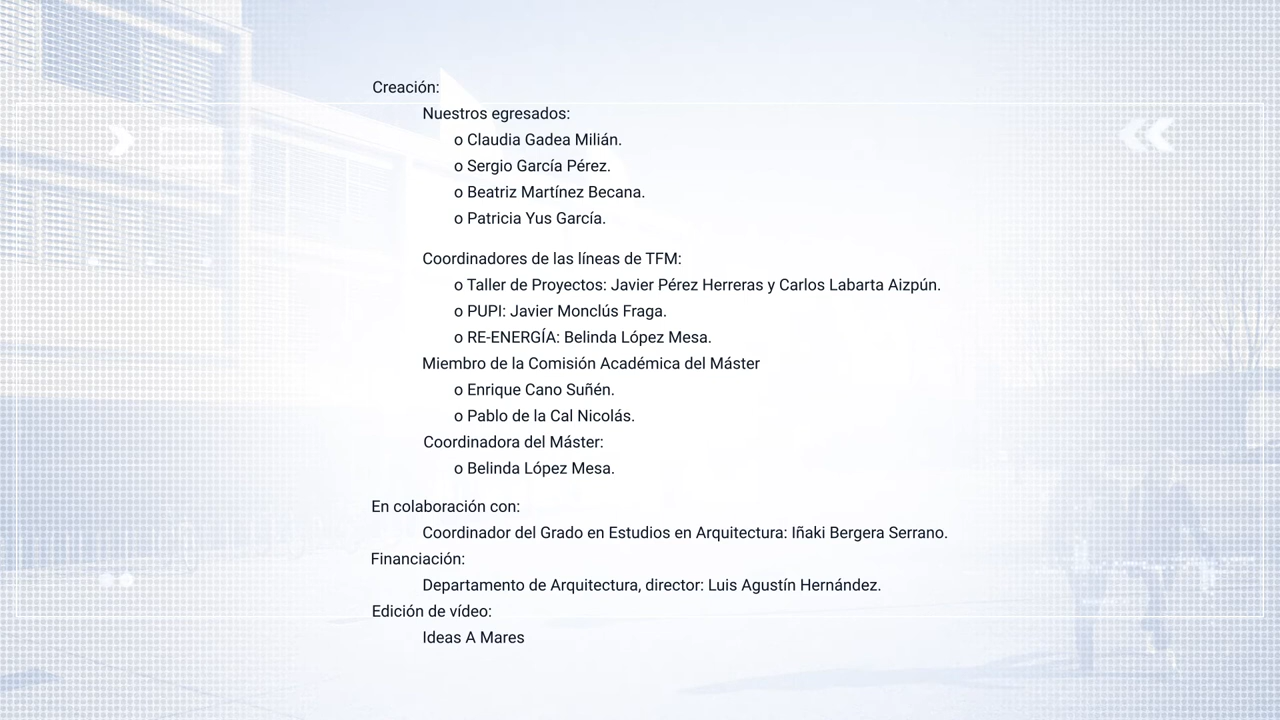 Creación:
Nuestros egresados:
o Claudia Gadea Milián.
o Sergio García Pérez.
o Beatriz Martínez Becana.
o Patricia Yus García.
Coordinadores de las líneas de TFM:
o Taller de Proyectos: Javier Pérez Herreras y Carlos Labarta Aizpún.
o PUPI: Javier Monclús Fraga.
o RE-ENERGÍA: Belinda López Mesa.
Miembro de la Comisión Académica del Máster
o Enrique Cano Suñén.
o Pablo de la Cal Nicolás.
Coordinadora del Máster:
o Belinda López Mesa.
En colaboración con:
Coordinador del Grado en Estudios en Arquitectura: Iñaki Bergera Serrano.
Financiación:
Departamento de Arquitectura, director: Luis Agustín Hernández.
Edición de vídeo:
Ideas A Mares